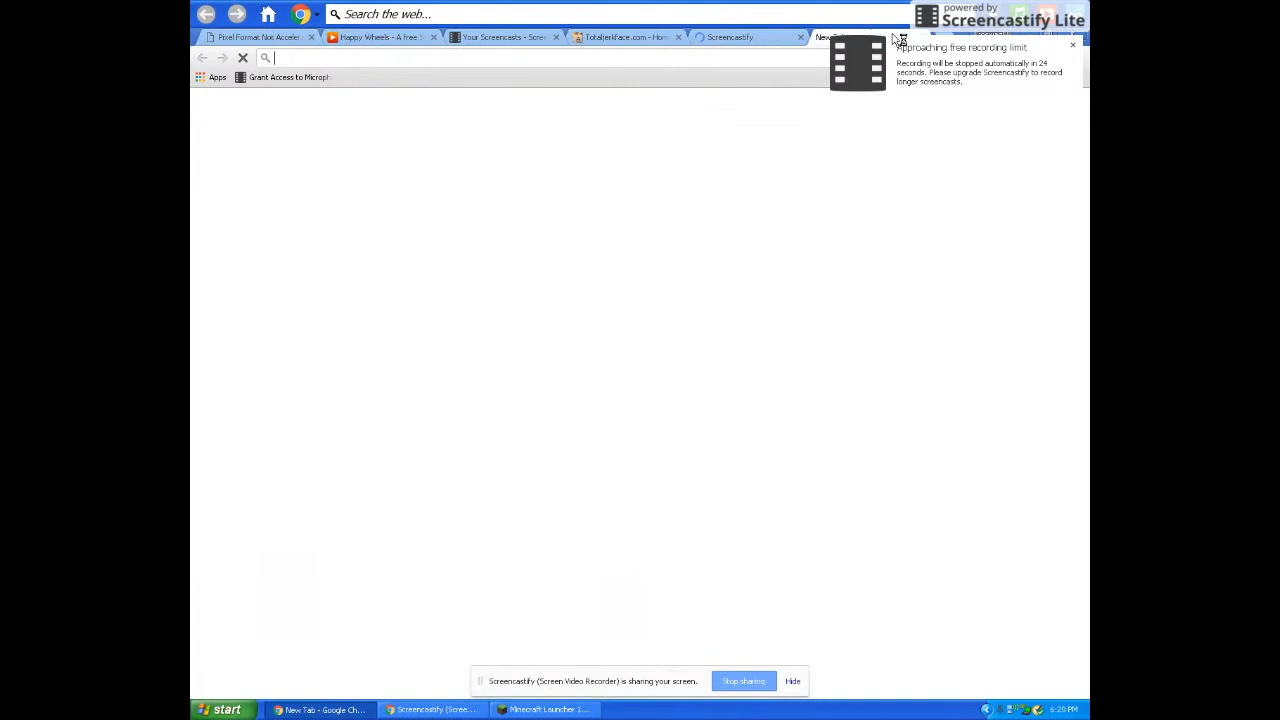 Search the web...
powered by
Screencastify Lite
Pixel Format Not Acceler
Happy Wheels - A free
Your Screencasts - Scree
Totaljerkface.com - Hom
Screencastify
Approaching free recording limit
Recording will be stopped automatically in 24
seconds. Please upgrade Screencastify to record
longer screencasts.
Apps
Grant Access to Microph
Screencastify (Screen Video Recorder) is sharing your screen.
Stop sharing
Hide
start
New Tab - Google Ch...
Screencastify (Scree...
Minecraft Launcher 1...
6:20 PM